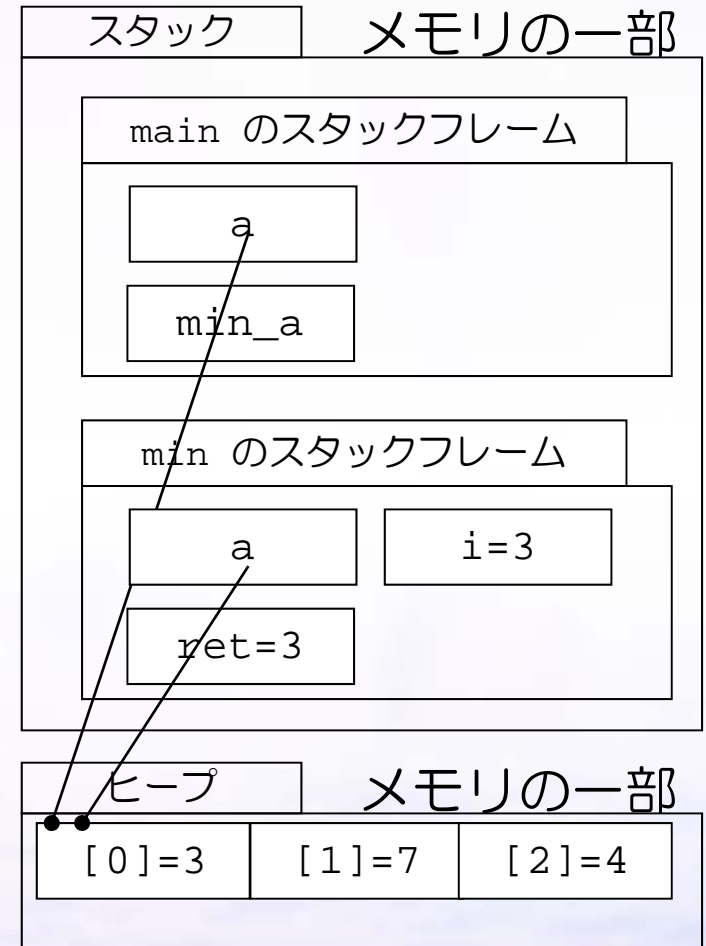 スタック
メモリの一部
main のスタックフレーム
a
min_a
min のスタックフレーム
a
i=3
ret=3
ヒープ
メモリの一部
[0]=3
[1]=7
[2]=4